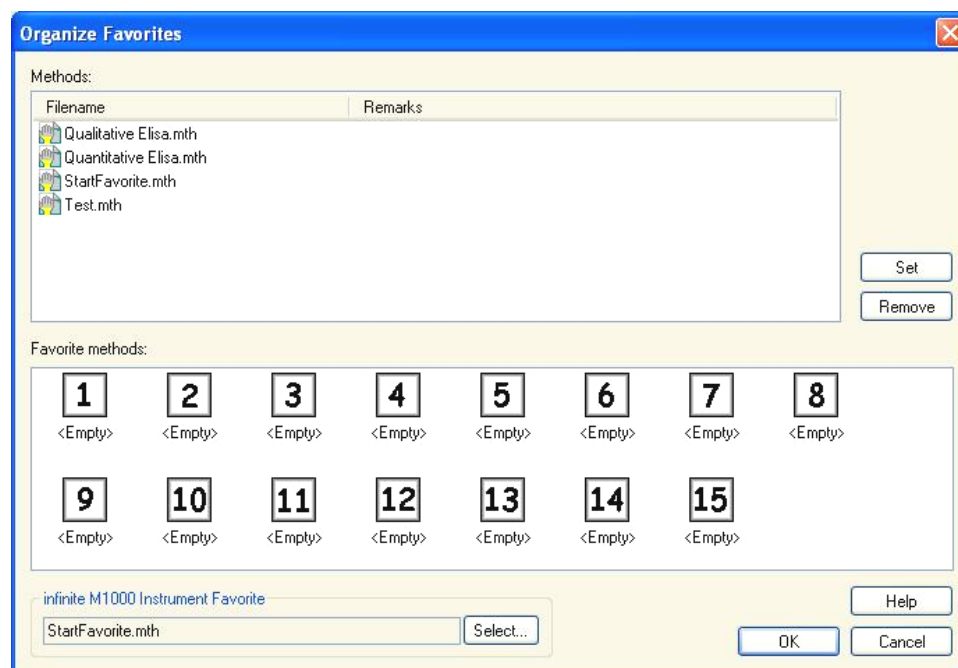 Organize Favorites
Methods:
Filename Remarks
Qualitative Elisa.mth
Quantitative Elisa.mth
StartFavorite.mth
Test.mth
Set
Remove
Favorite methods:
1 2 3 4 5 6 7 8
<Empty> <Empty> <Empty> <Empty> <Empty> <Empty> <Empty> <Empty>
9 10 11 12 13 14 15
<Empty> <Empty> <Empty> <Empty> <Empty> <Empty> <Empty>
infinite M1000 Instrument Favorite
StartFavorite.mth Select...
Help
OK Cancel